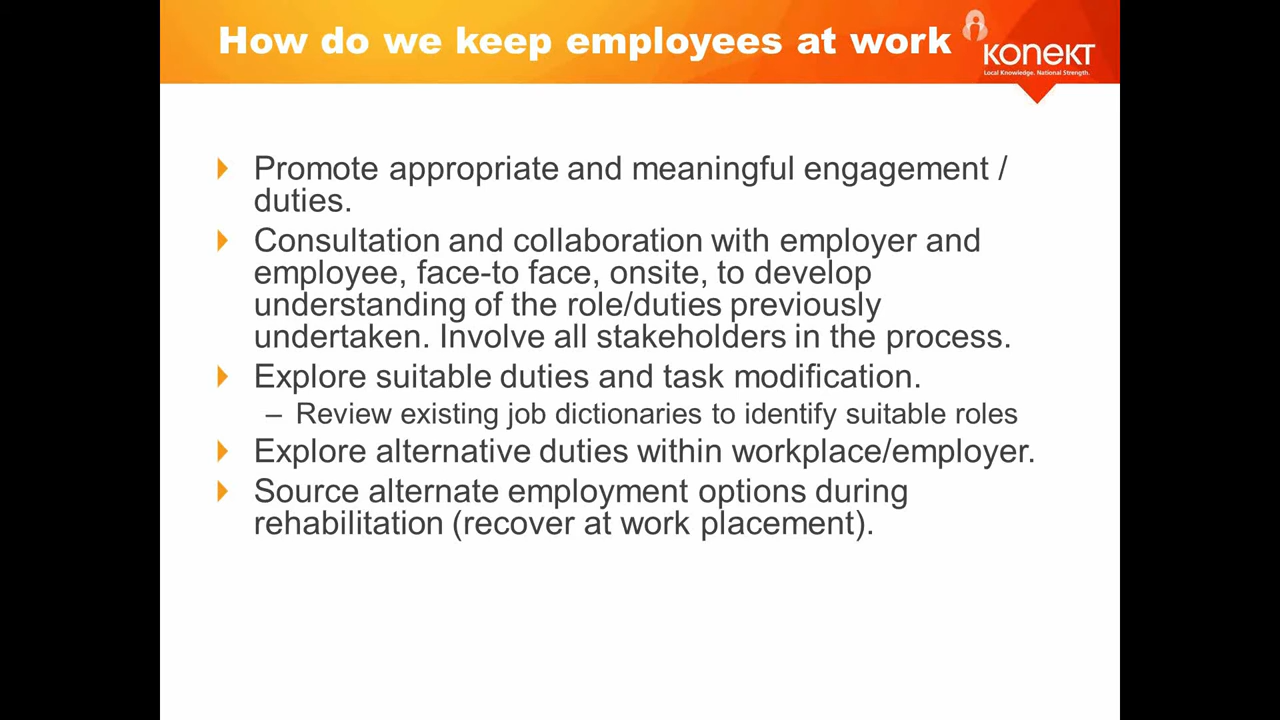 How do we keep employees at work
KONEKT
Local Knowledge. National Strength.
Promote appropriate and meaningful engagement /
duties.
Consultation and collaboration with employer and
employee, face-to face, onsite, to develop
understanding of the role/duties previously
undertaken. Involve all stakeholders in the process.
Explore suitable duties and task modification.
– Review existing job dictionaries to identify suitable roles
Explore alternative duties within workplace/employer.
Source alternate employment options during
rehabilitation (recover at work placement).